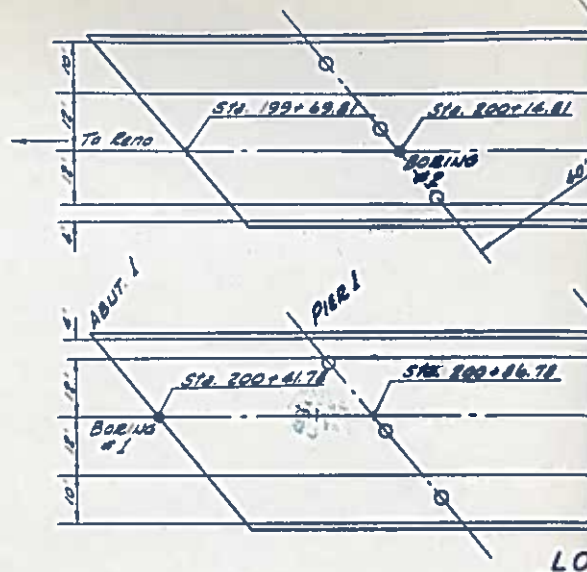 10'
12'
12'
4'
To Reno
Sta. 199+69.81
Sta. 200+14.81
BORING
#2
ABUT. 1
PIER 1
4'
12'
12'
10'
Sta. 200+41.78
Sta. 200+86.78
BORING
#1
LO